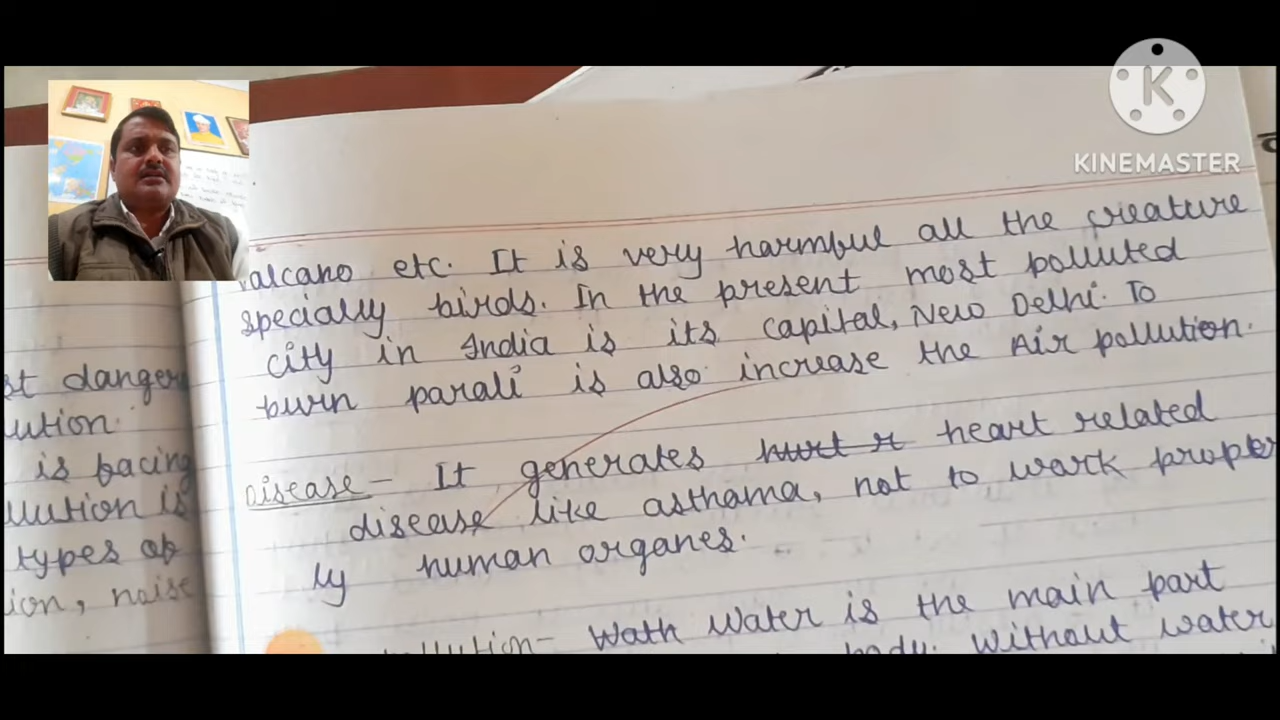 KINEMASTER
alcano etc. It is very harmful all the creature
specially birds. In the present most polluted
city in India is its capital, New Delhi. To
burn parali is also increase the Air pollution.
Disease - It generates hurt r heart related
disease like asthama, not to work proper
ly human organes.
llution - Wath Water is the main part
body. Without water
st danger
ution.
is facing
llution is
types of
ion, noise